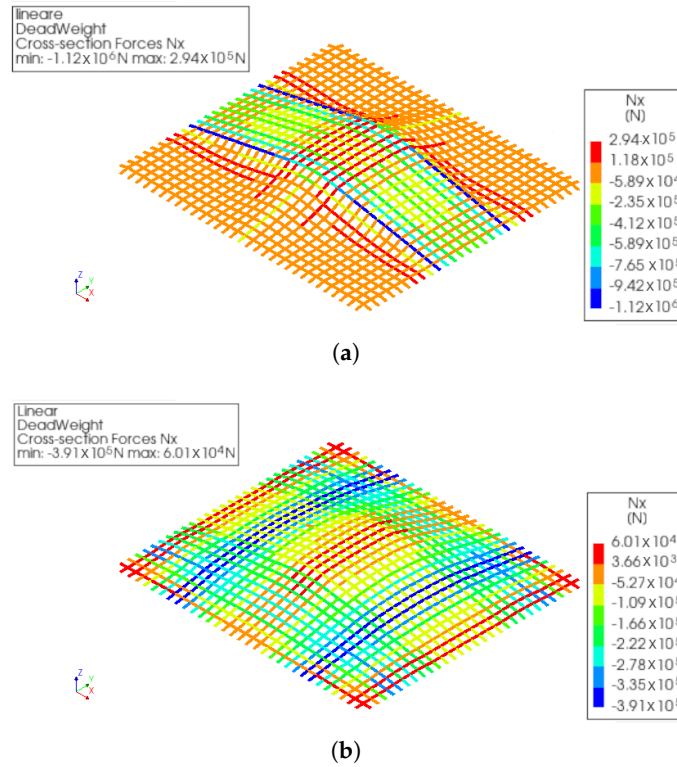 lineare
DeadWeight
Cross-section Forces Nx
min: -1.12x10⁶N max: 2.94x10⁵N
Nx
(N)
2.94x10⁵
1.18x10⁵
-5.89x10⁴
-2.35x10⁵
-4.12x10⁵
-5.89x10⁵
-7.65x10⁵
-9.42x10⁵
-1.12x10⁶
Z
Y
X
(a)
Linear
DeadWeight
Cross-section Forces Nx
min: -3.91x10⁵N max: 6.01x10⁴N
Nx
(N)
6.01x10⁴
3.66x10³
-5.27x10⁴
-1.09x10⁵
-1.66x10⁵
-2.22x10⁵
-2.78x10⁵
-3.35x10⁵
-3.91x10⁵
Z
Y
X
(b)